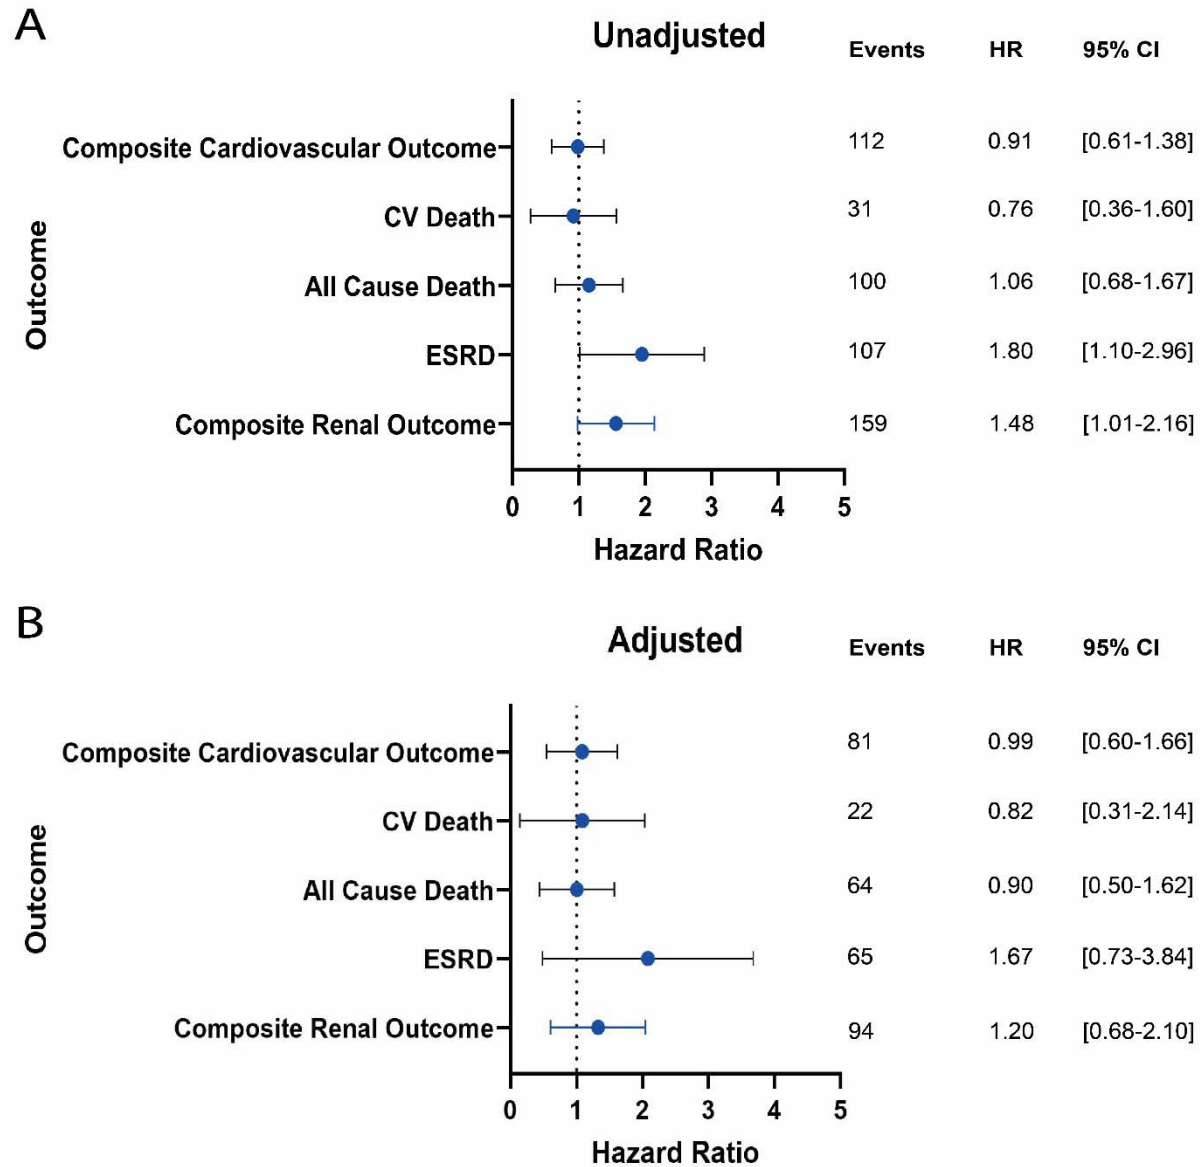 A
Unadjusted
Events HR 95% CI
Composite Cardiovascular Outcome 112 0.91 [0.61-1.38]
CV Death 31 0.76 [0.36-1.60]
All Cause Death 100 1.06 [0.68-1.67]
ESRD 107 1.80 [1.10-2.96]
Composite Renal Outcome 159 1.48 [1.01-2.16]
Outcome
0 1 2 3 4 5
Hazard Ratio
B
Adjusted
Events HR 95% CI
Composite Cardiovascular Outcome 81 0.99 [0.60-1.66]
CV Death 22 0.82 [0.31-2.14]
All Cause Death 64 0.90 [0.50-1.62]
ESRD 65 1.67 [0.73-3.84]
Composite Renal Outcome 94 1.20 [0.68-2.10]
Outcome
0 1 2 3 4 5
Hazard Ratio